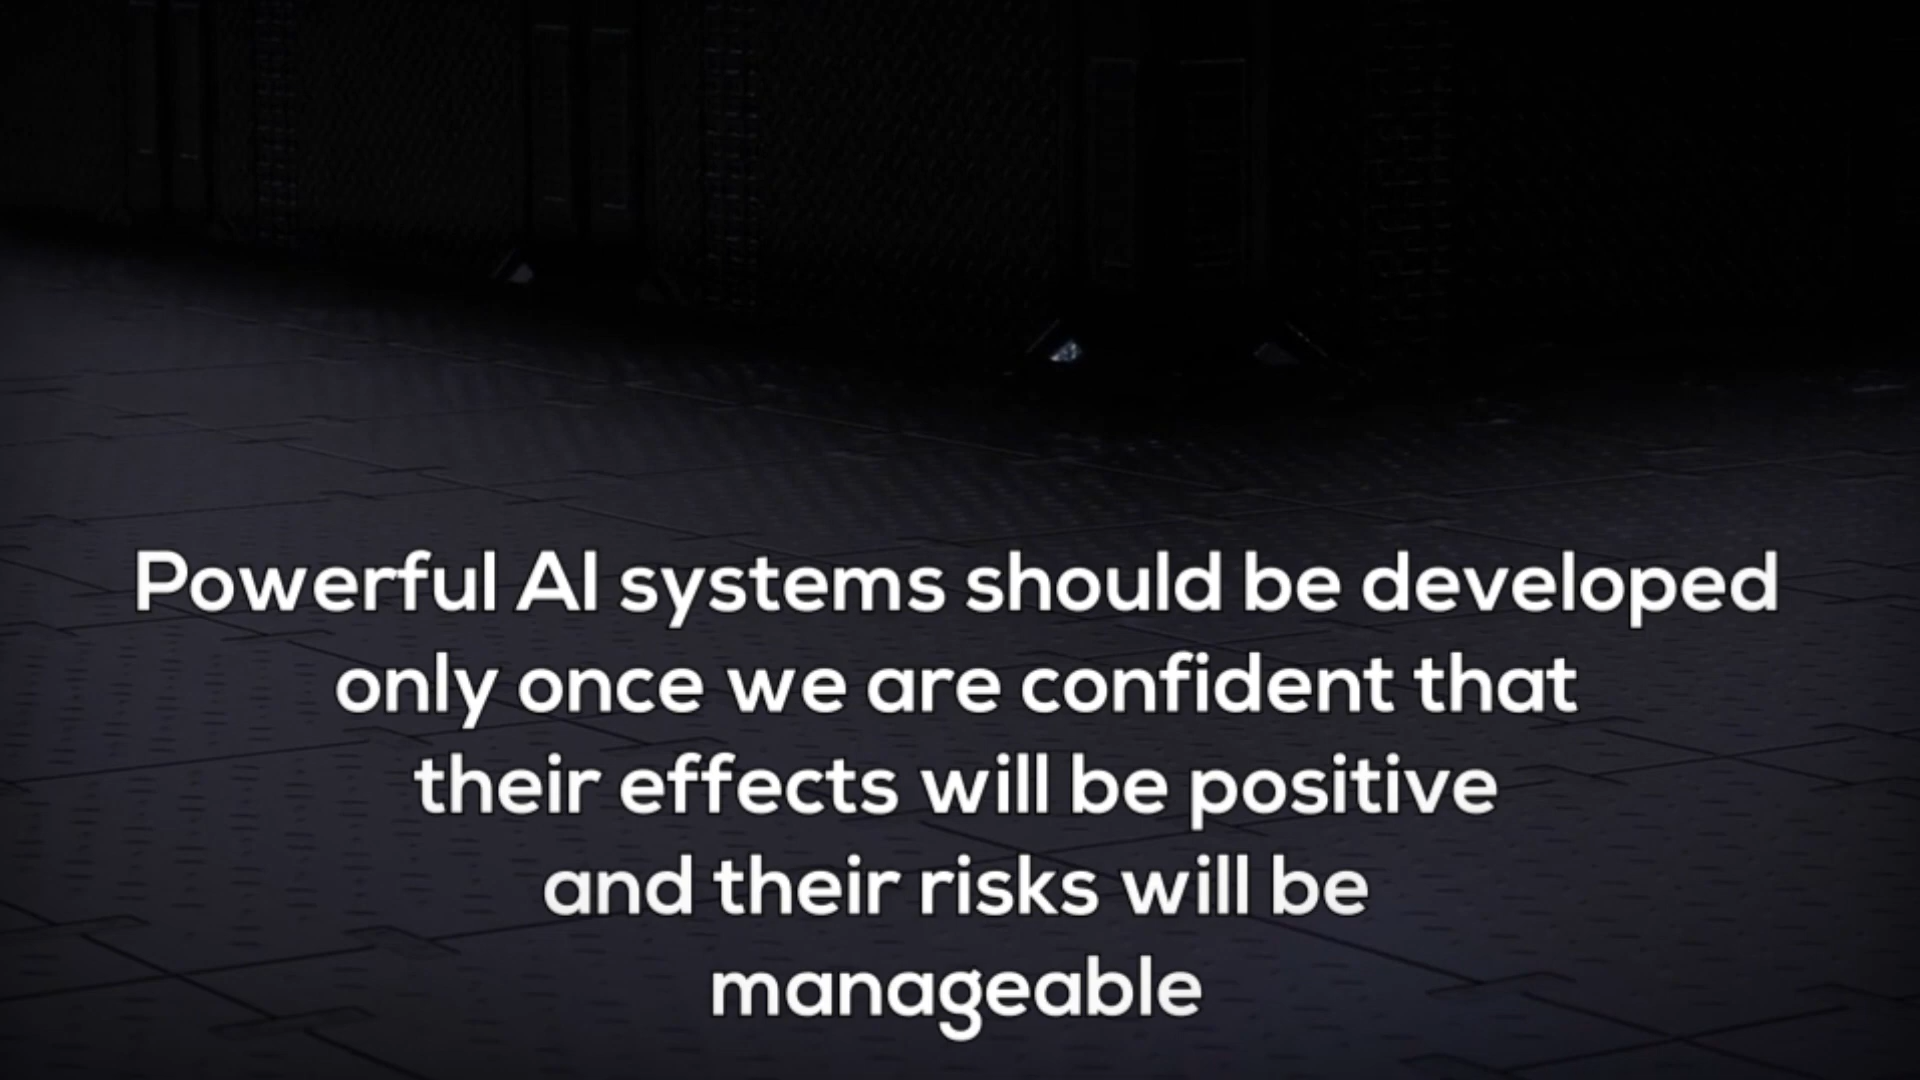 Powerful AI systems should be developed
only once we are confident that
their effects will be positive
and their risks will be
manageable